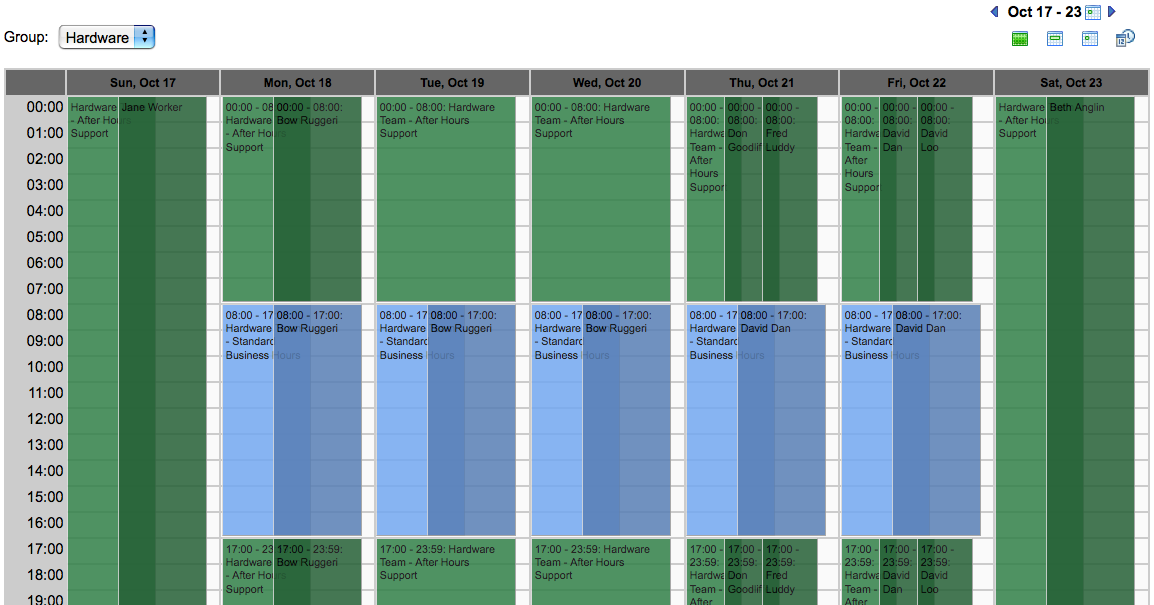 Oct 17 - 23
Group: Hardware
Sun, Oct 17 Mon, Oct 18 Tue, Oct 19 Wed, Oct 20 Thu, Oct 21 Fri, Oct 22 Sat, Oct 23
00:00
01:00
02:00
03:00
04:00
05:00
06:00
07:00
08:00
09:00
10:00
11:00
12:00
13:00
14:00
15:00
16:00
17:00
18:00
19:00
Hardware
- After Hou
Support
Jane Worker
00:00 - 08
Hardware
- After Hou
Support
00:00 - 08:00:
Bow Ruggeri
08:00 - 17
Hardware
- Standard
Business Hours
08:00 - 17:00:
Bow Ruggeri
17:00 - 23
Hardware
- After Hou
Support
17:00 - 23:59:
Bow Ruggeri
00:00 - 08:00: Hardware
Team - After Hours
Support
08:00 - 17
Hardware
- Standard
Business Hours
08:00 - 17:00:
Bow Ruggeri
17:00 - 23:59: Hardware
Team - After Hours
Support
00:00 - 08:00: Hardware
Team - After Hours
Support
08:00 - 17
Hardware
- Standard
Business Hours
08:00 - 17:00:
Bow Ruggeri
17:00 - 23:59: Hardware
Team - After Hours
Support
00:00 -
08:00:
Hardwa
Team -
After
Hours
Suppor
00:00 -
08:00:
Don
Goodlif
00:00 -
08:00:
Fred
Luddy
08:00 - 17
Hardware
- Standard
Business Hours
08:00 - 17:00:
David Dan
17:00 -
23:59:
Hardwa
Team -
After
17:00 -
23:59:
Don
Goodlif
17:00 -
23:59:
Fred
Luddy
00:00 -
08:00:
Hardwa
Team -
After
Hours
Suppor
00:00 -
08:00:
David
Dan
00:00 -
08:00:
David
Loo
08:00 - 17
Hardware
- Standard
Business Hours
08:00 - 17:00:
David Dan
17:00 -
23:59:
Hardwa
Team -
After
17:00 -
23:59:
David
Dan
17:00 -
23:59:
David
Loo
Hardware
- After Hou
Support
Beth Anglin